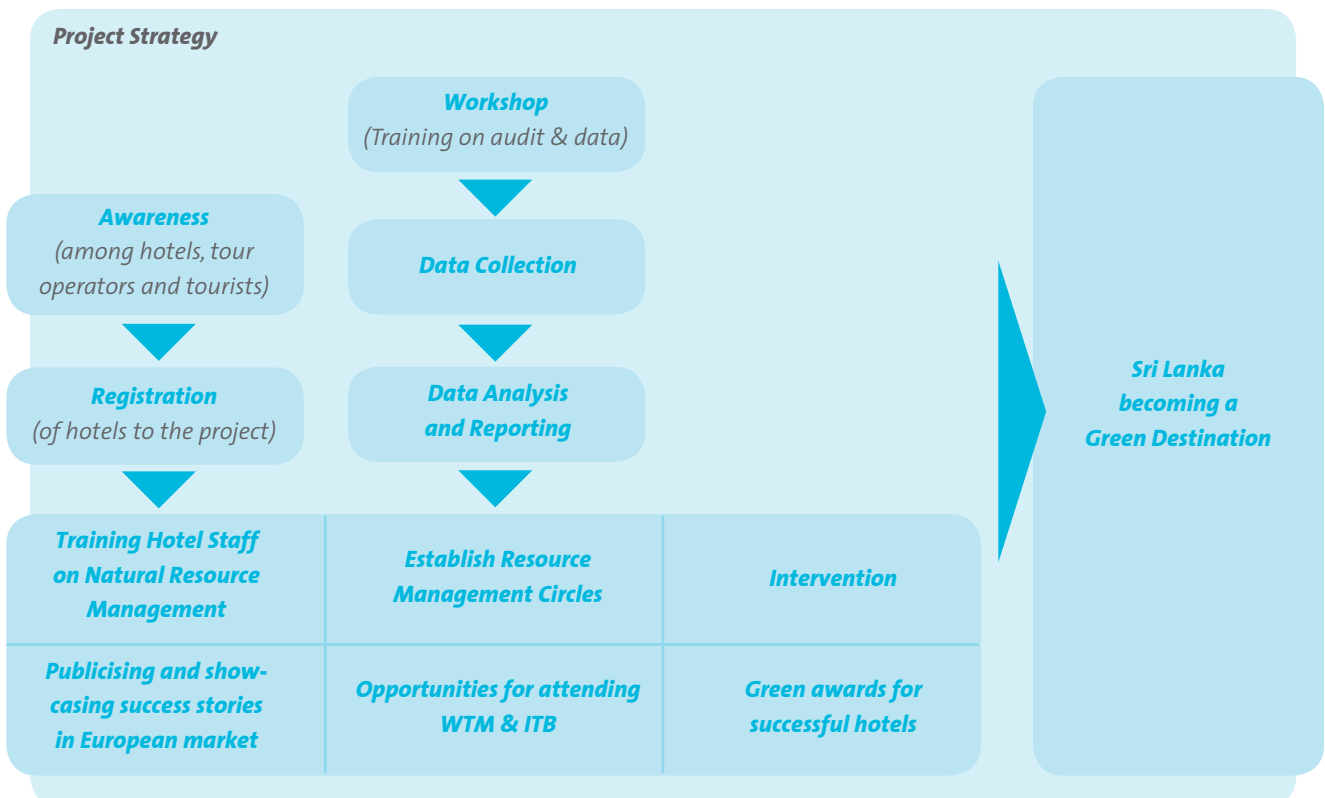 Project Strategy
Workshop
(Training on audit & data)
Awareness
(among hotels, tour
operators and tourists)
Data Collection
Registration
(of hotels to the project)
Data Analysis
and Reporting
Training Hotel Staff
on Natural Resource
Management
Establish Resource
Management Circles
Intervention
Publicising and show-
casing success stories
in European market
Opportunities for attending
WTM & ITB
Green awards for
successful hotels
Sri Lanka
becoming a
Green Destination